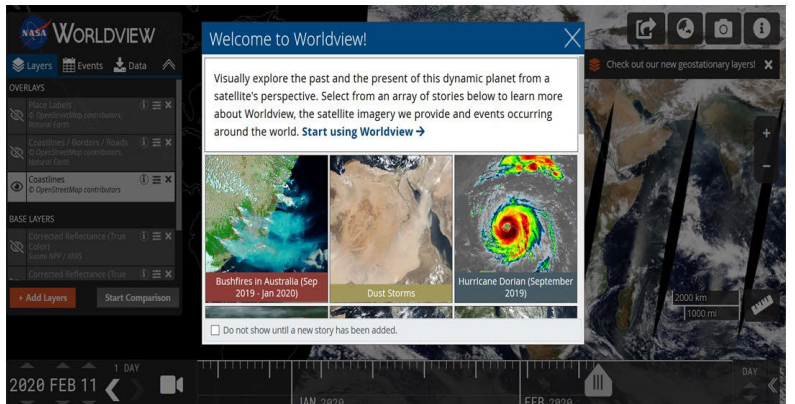 NASA WORLDVIEW
Layers Events Data
OVERLAYS
Place Labels
© OpenStreetMap contributors,
Natural Earth
Coastlines / Borders / Roads
© OpenStreetMap contributors,
Natural Earth
Coastlines
© OpenStreetMap contributors
BASE LAYERS
Corrected Reflectance (True
Color)
Suomi NPP / VIIRS
Corrected Reflectance (True
+ Add Layers Start Comparison
Welcome to Worldview!
Visually explore the past and the present of this dynamic planet from a
satellite's perspective. Select from an array of stories below to learn more
about Worldview, the satellite imagery we provide and events occurring
around the world. Start using Worldview →
Bushfires in Australia (Sep
2019 - Jan 2020)
Dust Storms
Hurricane Dorian (September
2019)
Do not show until a new story has been added.
Check out our new geostationary layers!
+
−
2000 km
1000 mi
1 DAY
2020 FEB 11
JAN 2020
FEB 2020
DAY